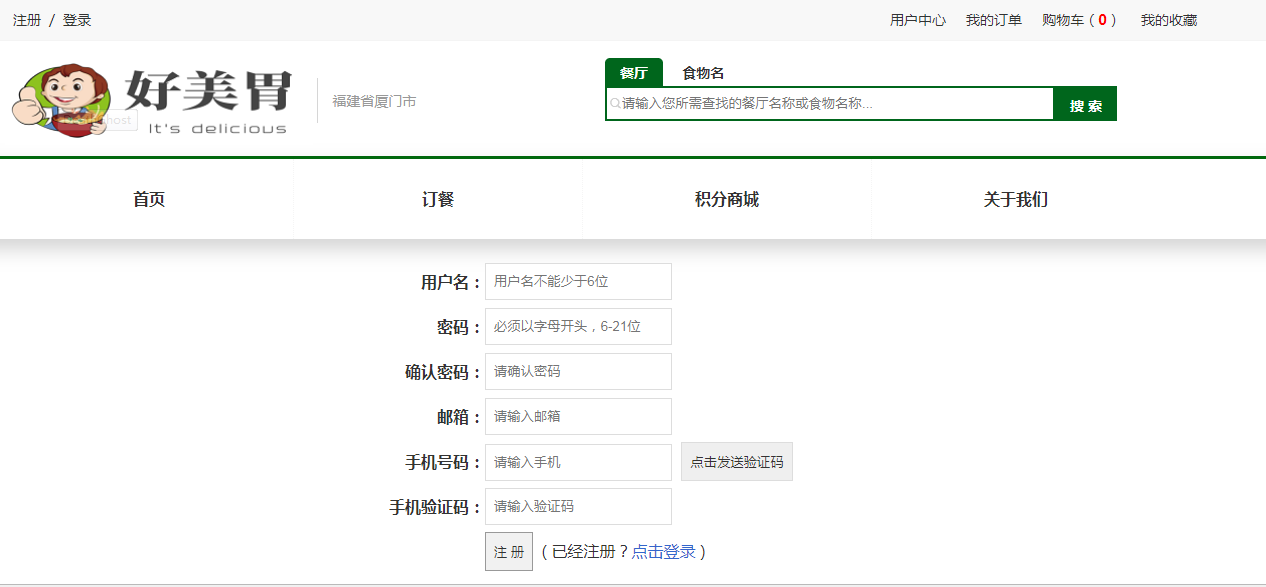 注册 / 登录 用户中心 我的订单 购物车（0） 我的收藏
好美胃
It's delicious
福建省厦门市
餐厅 食物名
请输入您所需查找的餐厅名称或食物名称... 搜 索
首页 订餐 积分商城 关于我们
用户名： 用户名不能少于6位
密码： 必须以字母开头，6-21位
确认密码： 请确认密码
邮箱： 请输入邮箱
手机号码： 请输入手机 点击发送验证码
手机验证码： 请输入验证码
注 册 （已经注册？点击登录）